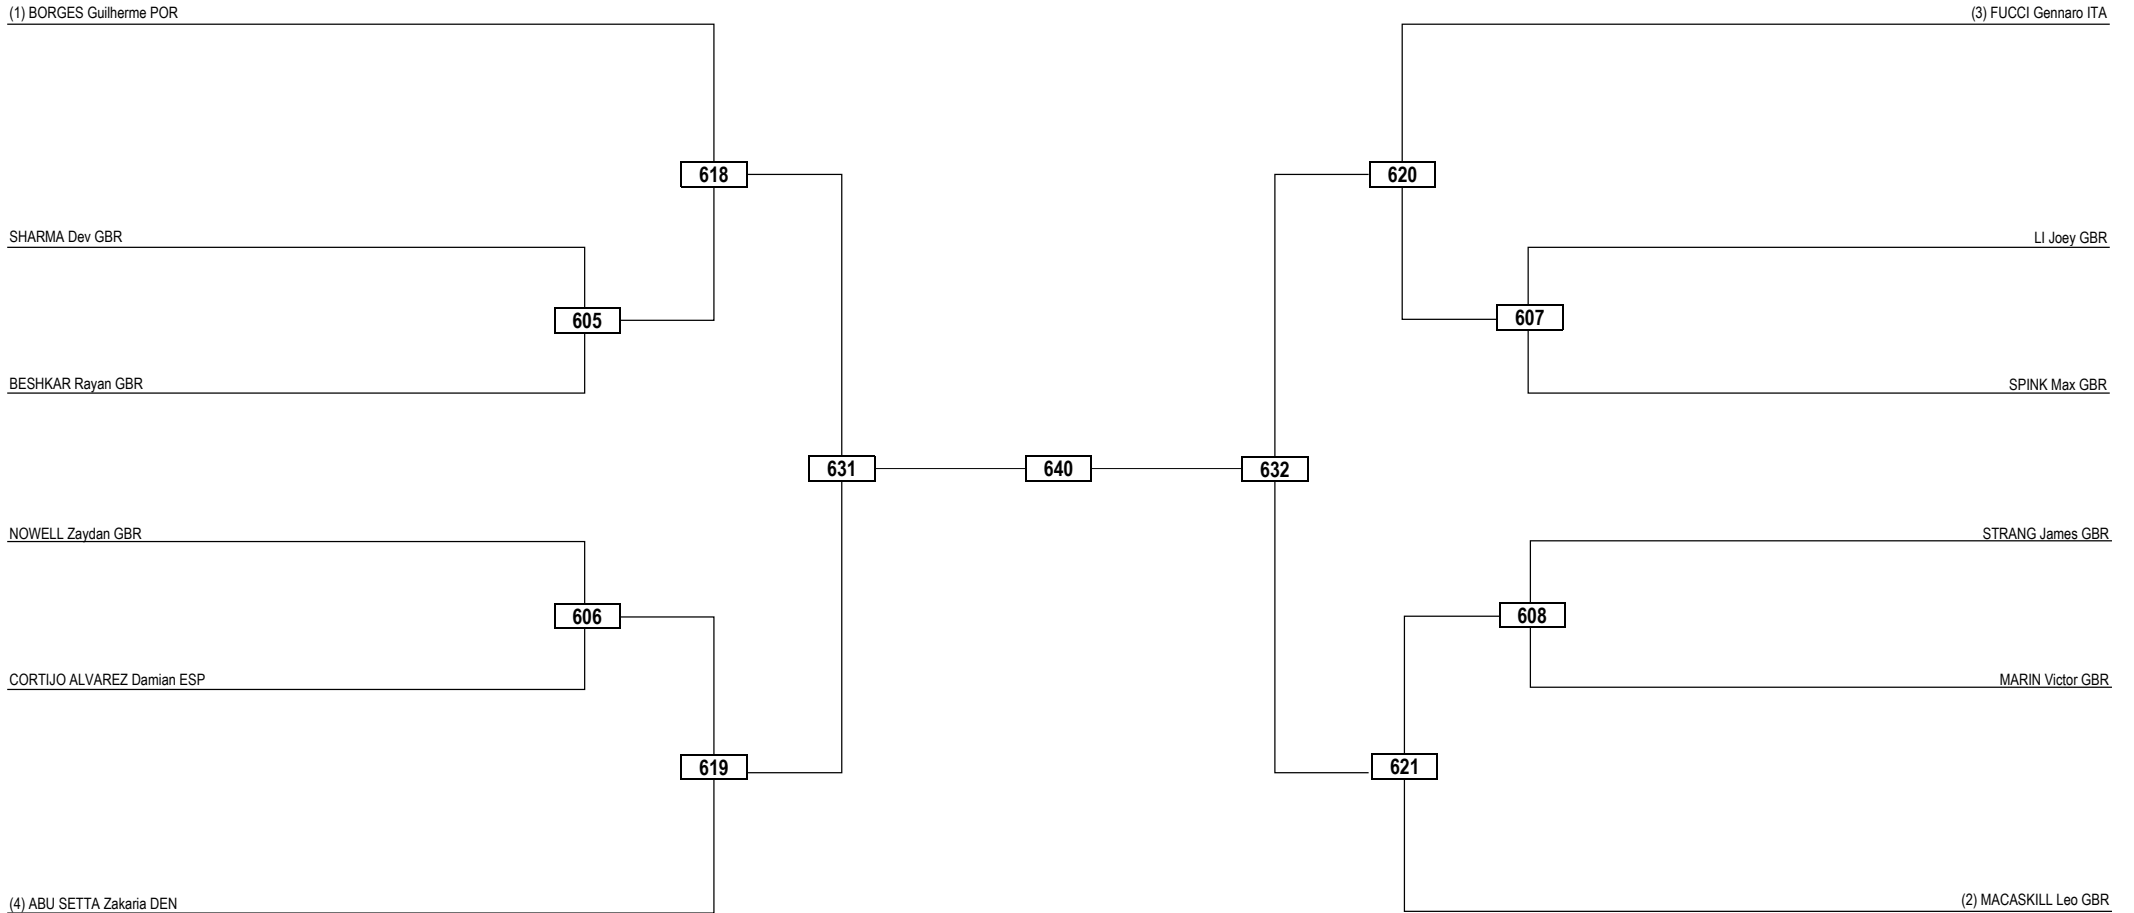 (1) BORGES Guilherme POR
(3) FUCCI Gennaro ITA
618
620
SHARMA Dev GBR
LI Joey GBR
605
607
BESHKAR Rayan GBR
SPINK Max GBR
631
640
632
NOWELL Zaydan GBR
STRANG James GBR
606
608
CORTIJO ALVAREZ Damian ESP
MARIN Victor GBR
619
621
(4) ABU SETTA Zakaria DEN
(2) MACASKILL Leo GBR